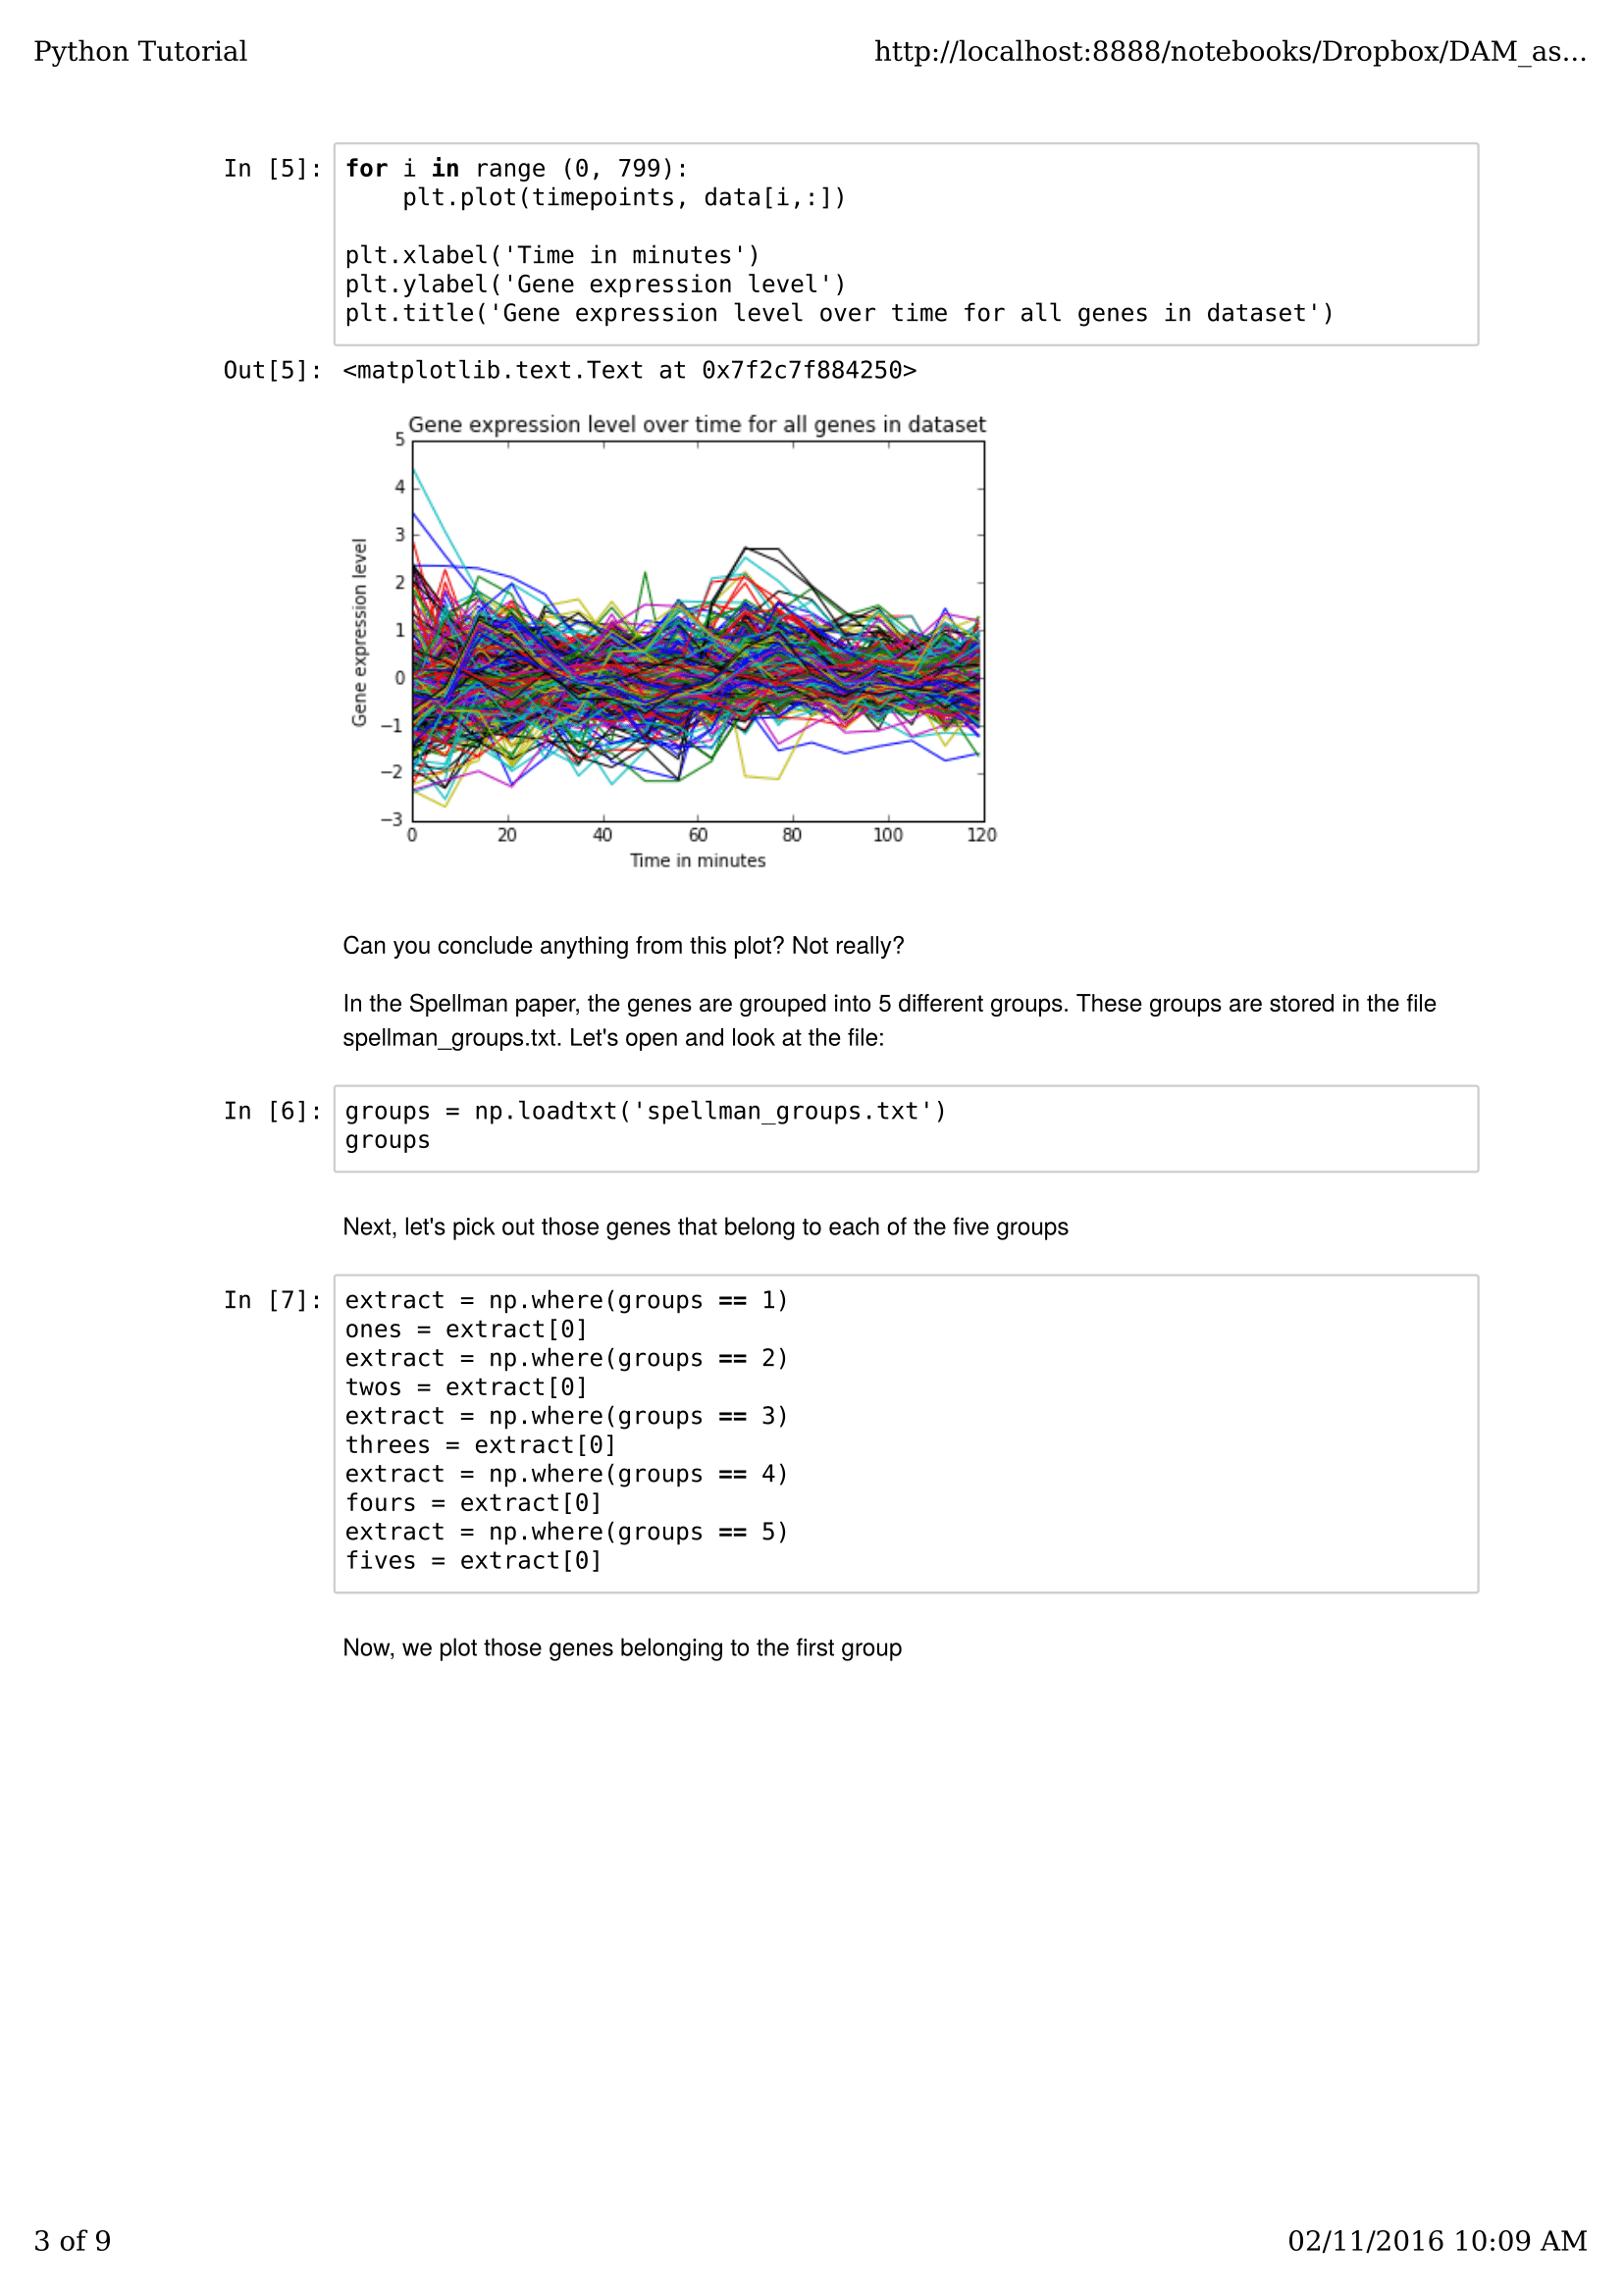 Python Tutorial http://localhost:8888/notebooks/Dropbox/DAM_as...
In [5]: for i in range (0, 799):
    plt.plot(timepoints, data[i,:])
plt.xlabel('Time in minutes')
plt.ylabel('Gene expression level')
plt.title('Gene expression level over time for all genes in dataset')
Out[5]: <matplotlib.text.Text at 0x7f2c7f884250>
Gene expression level over time for all genes in dataset
5
4
3
2
1
0
−1
−2
−3
Gene expression level
0 20 40 60 80 100 120
Time in minutes
Can you conclude anything from this plot? Not really?
In the Spellman paper, the genes are grouped into 5 different groups. These groups are stored in the file
spellman_groups.txt. Let's open and look at the file:
In [6]: groups = np.loadtxt('spellman_groups.txt')
groups
Next, let's pick out those genes that belong to each of the five groups
In [7]: extract = np.where(groups == 1)
ones = extract[0]
extract = np.where(groups == 2)
twos = extract[0]
extract = np.where(groups == 3)
threes = extract[0]
extract = np.where(groups == 4)
fours = extract[0]
extract = np.where(groups == 5)
fives = extract[0]
Now, we plot those genes belonging to the first group
3 of 9 02/11/2016 10:09 AM